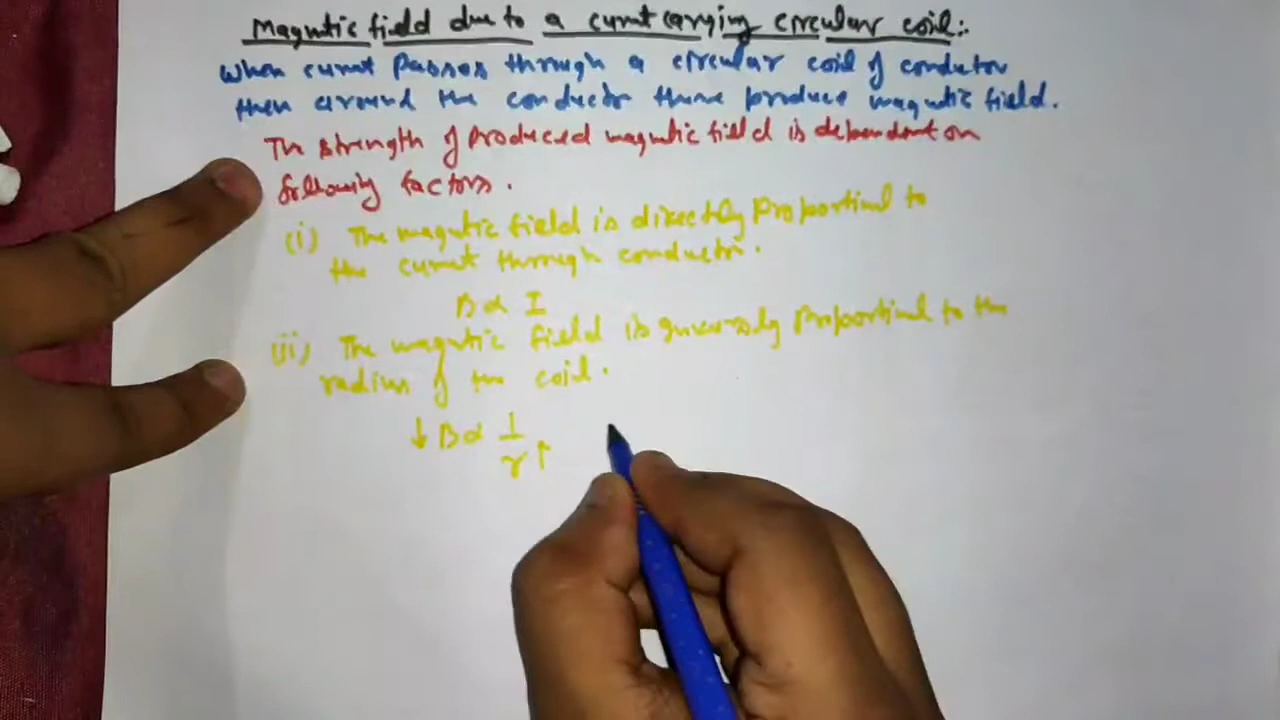 Magnetic field due to a current carrying circular coil:-
When current passes through a circular coil of conductor
then around the conductor there produce magnetic field.
The strength of produced magnetic field is dependant on
following factors.
(i) The magnetic field is directly proportional to
the current through conductor.
B ∝ I
(ii) The magnetic field is inversely proportional to the
radius of the coil.
↓ B ∝ 1/r ↑